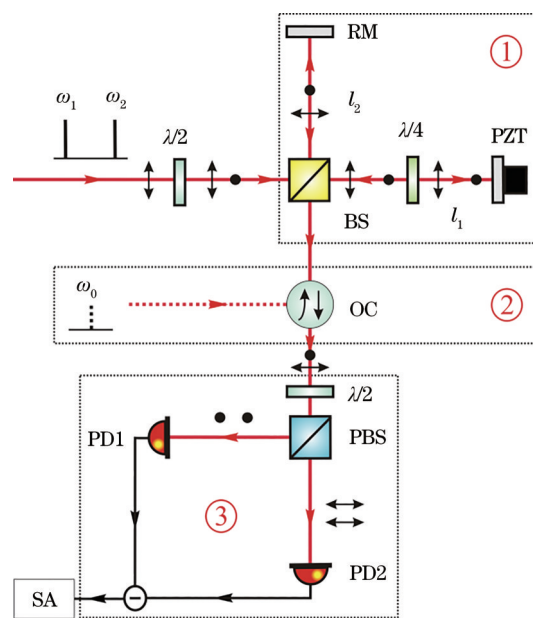 RM
①
ω₁ ω₂
l₂
λ/2
λ/4
PZT
BS
l₁
ω₀
OC
②
λ/2
PD1
PBS
③
PD2
SA
−